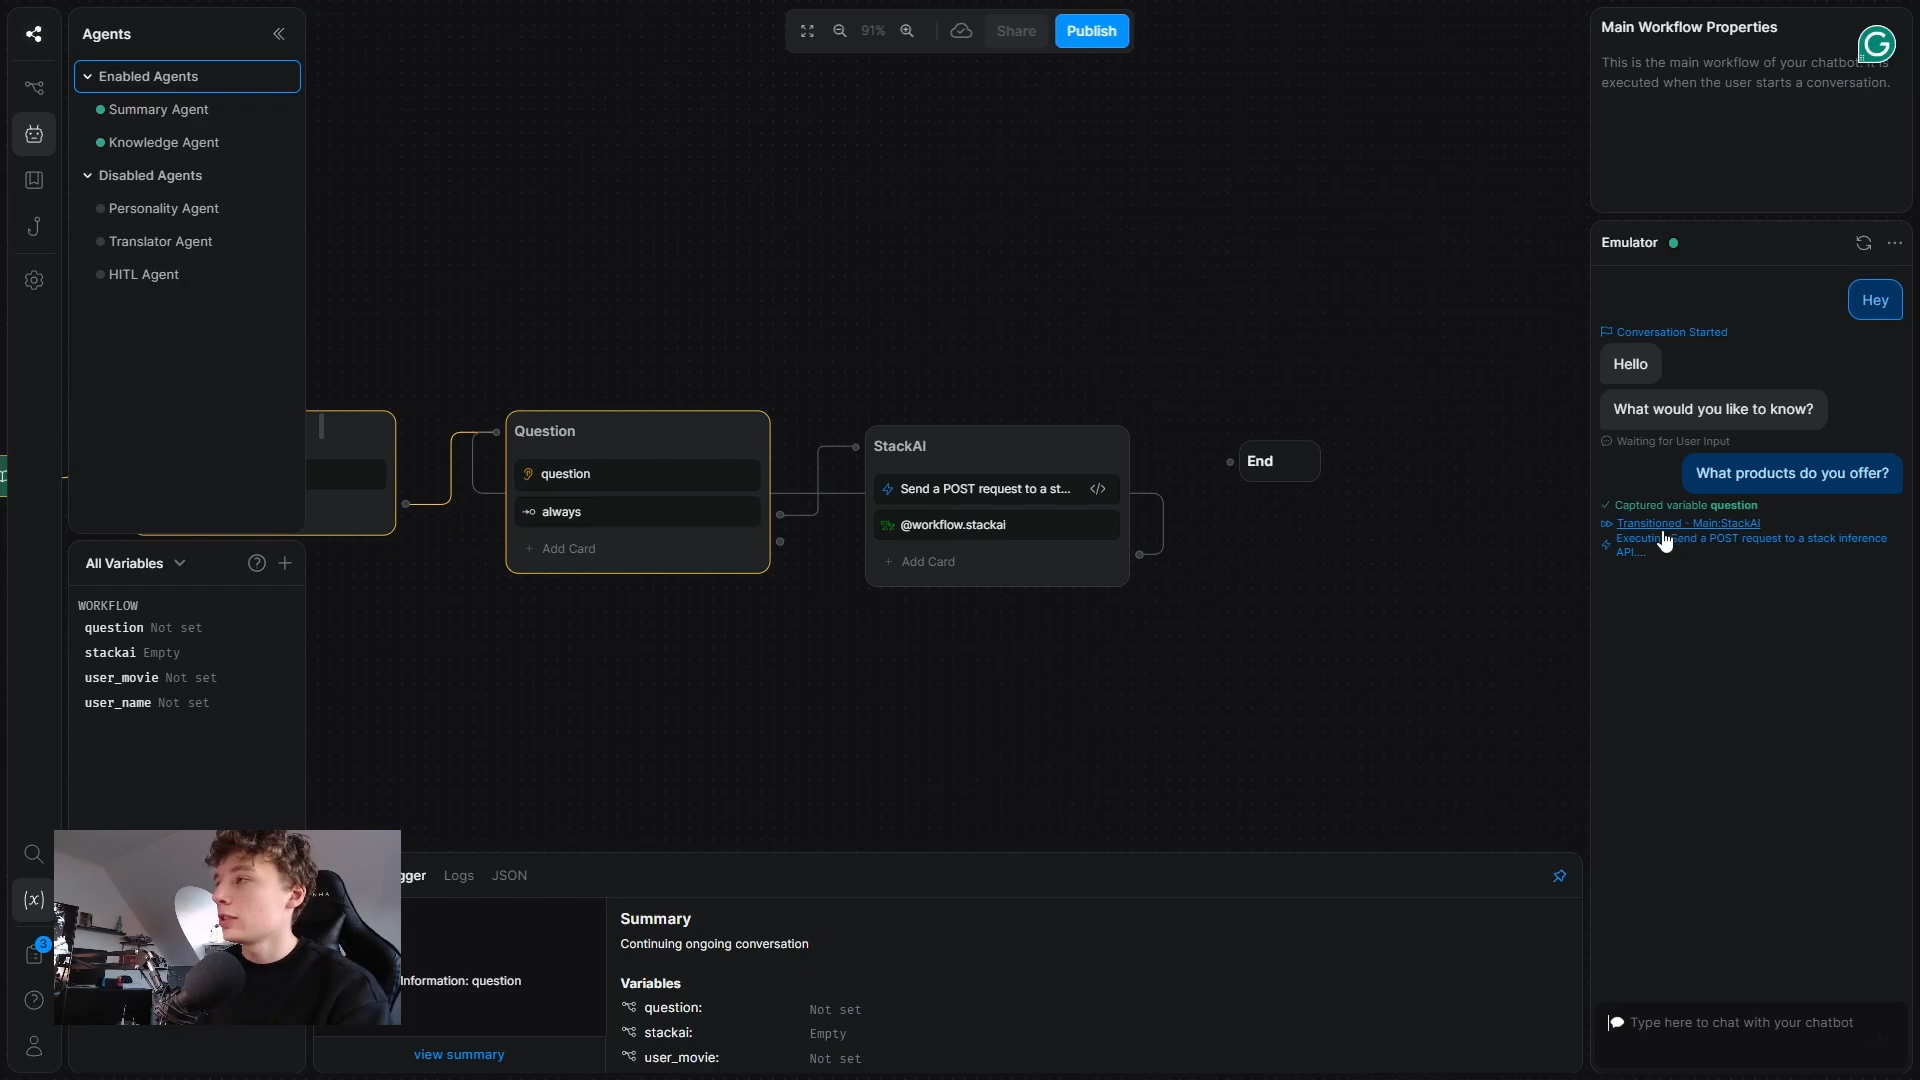 Agents
Enabled Agents
Summary Agent
Knowledge Agent
Disabled Agents
Personality Agent
Translator Agent
HITL Agent
91%
Share
Publish
Main Workflow Properties
This is the main workflow of your chatbot. It is
executed when the user starts a conversation.
G
Emulator
Hey
Conversation Started
Hello
What would you like to know?
Waiting for User Input
What products do you offer?
Captured variable question
Transitioned - Main:StackAI
Executing Send a POST request to a stack inference
API....
Type here to chat with your chatbot
Question
question
always
+ Add Card
StackAI
Send a POST request to a st...
@workflow.stackai
+ Add Card
End
All Variables
WORKFLOW
question Not set
stackai Empty
user_movie Not set
user_name Not set
(x)
3
gger
Logs
JSON
Information: question
view summary
Summary
Continuing ongoing conversation
Variables
question: Not set
stackai: Empty
user_movie: Not set